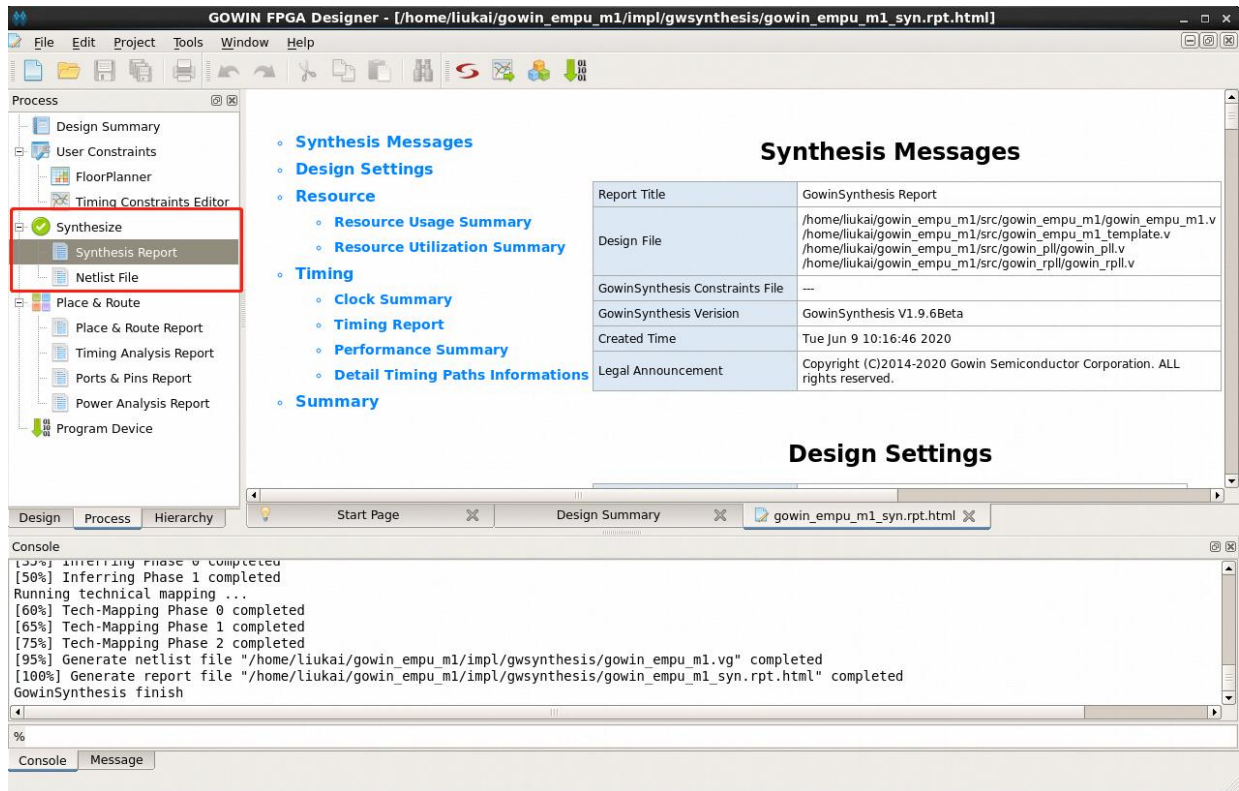 GOWIN FPGA Designer - [/home/liukai/gowin_empu_m1/impl/gwsynthesis/gowin_empu_m1_syn.rpt.html]
File Edit Project Tools Window Help
Process
Design Summary
User Constraints
FloorPlanner
Timing Constraints Editor
Synthesize
Synthesis Report
Netlist File
Place & Route
Place & Route Report
Timing Analysis Report
Ports & Pins Report
Power Analysis Report
Program Device
Design Process Hierarchy
Synthesis Messages
Design Settings
Resource
Resource Usage Summary
Resource Utilization Summary
Timing
Clock Summary
Timing Report
Performance Summary
Detail Timing Paths Informations
Summary
Synthesis Messages
Report Title GowinSynthesis Report
Design File /home/liukai/gowin_empu_m1/src/gowin_empu_m1/gowin_empu_m1.v
/home/liukai/gowin_empu_m1/src/gowin_empu_m1_template.v
/home/liukai/gowin_empu_m1/src/gowin_pll/gowin_pll.v
/home/liukai/gowin_empu_m1/src/gowin_rpll/gowin_rpll.v
GowinSynthesis Constraints File ---
GowinSynthesis Verision GowinSynthesis V1.9.6Beta
Created Time Tue Jun 9 10:16:46 2020
Legal Announcement Copyright (C)2014-2020 Gowin Semiconductor Corporation. ALL
rights reserved.
Design Settings
Start Page Design Summary gowin_empu_m1_syn.rpt.html
Console
[35%] Inferring Phase 0 completed
[50%] Inferring Phase 1 completed
Running technical mapping ...
[60%] Tech-Mapping Phase 0 completed
[65%] Tech-Mapping Phase 1 completed
[75%] Tech-Mapping Phase 2 completed
[95%] Generate netlist file "/home/liukai/gowin_empu_m1/impl/gwsynthesis/gowin_empu_m1.vg" completed
[100%] Generate report file "/home/liukai/gowin_empu_m1/impl/gwsynthesis/gowin_empu_m1_syn.rpt.html" completed
GowinSynthesis finish
%
Console Message